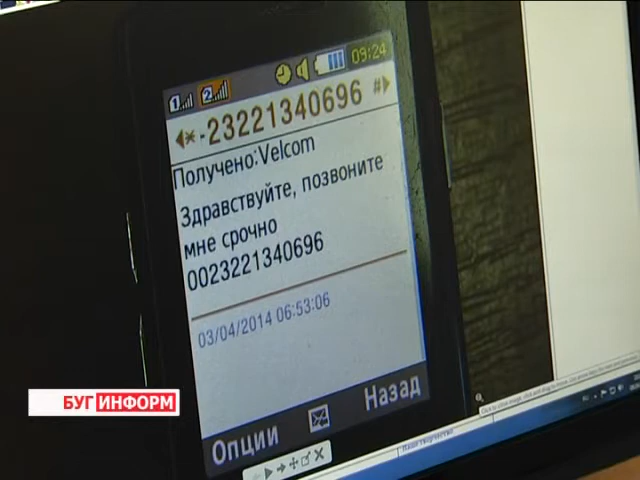 1 2 09:24
*-23221340696 #
Получено:Velcom
Здравствуйте, позвоните
мне срочно
0023221340696
03/04/2014 06:53:06
Опции Назад
БУГИНФОРМ